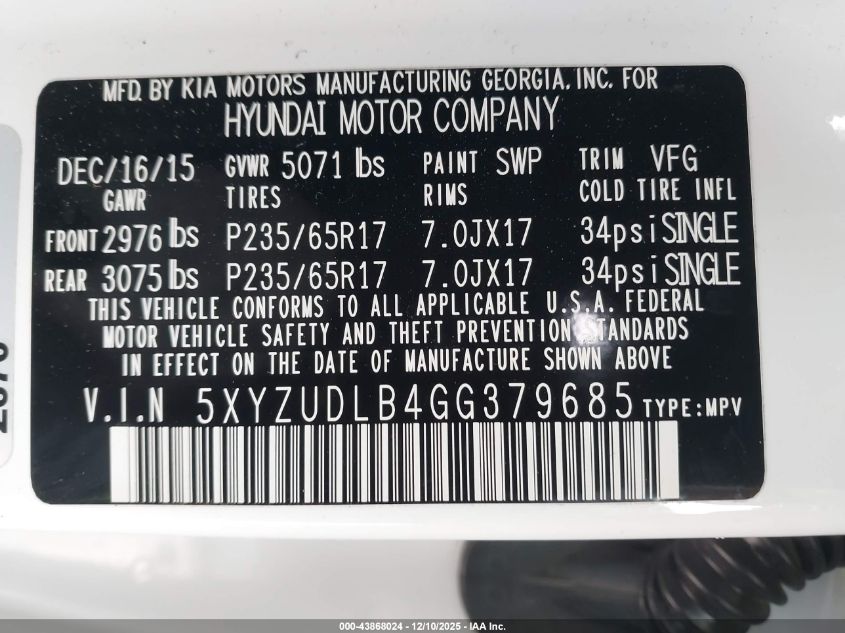 MFD. BY KIA MOTORS MANUFACTURING GEORGIA, INC. FOR
HYUNDAI MOTOR COMPANY
DEC/16/15 GVWR 5071 lbs PAINT SWP TRIM VFG
GAWR TIRES RIMS COLD TIRE INFL
FRONT 2976 lbs P235/65R17 7.0JX17 34psi SINGLE
REAR 3075 lbs P235/65R17 7.0JX17 34psi SINGLE
THIS VEHICLE CONFORMS TO ALL APPLICABLE U.S.A. FEDERAL
MOTOR VEHICLE SAFETY AND THEFT PREVENTION STANDARDS
IN EFFECT ON THE DATE OF MANUFACTURE SHOWN ABOVE
V.I.N 5XYZUDLB4GG379685 TYPE:MPV
000-43868024 - 12/10/2025 - IAA Inc.